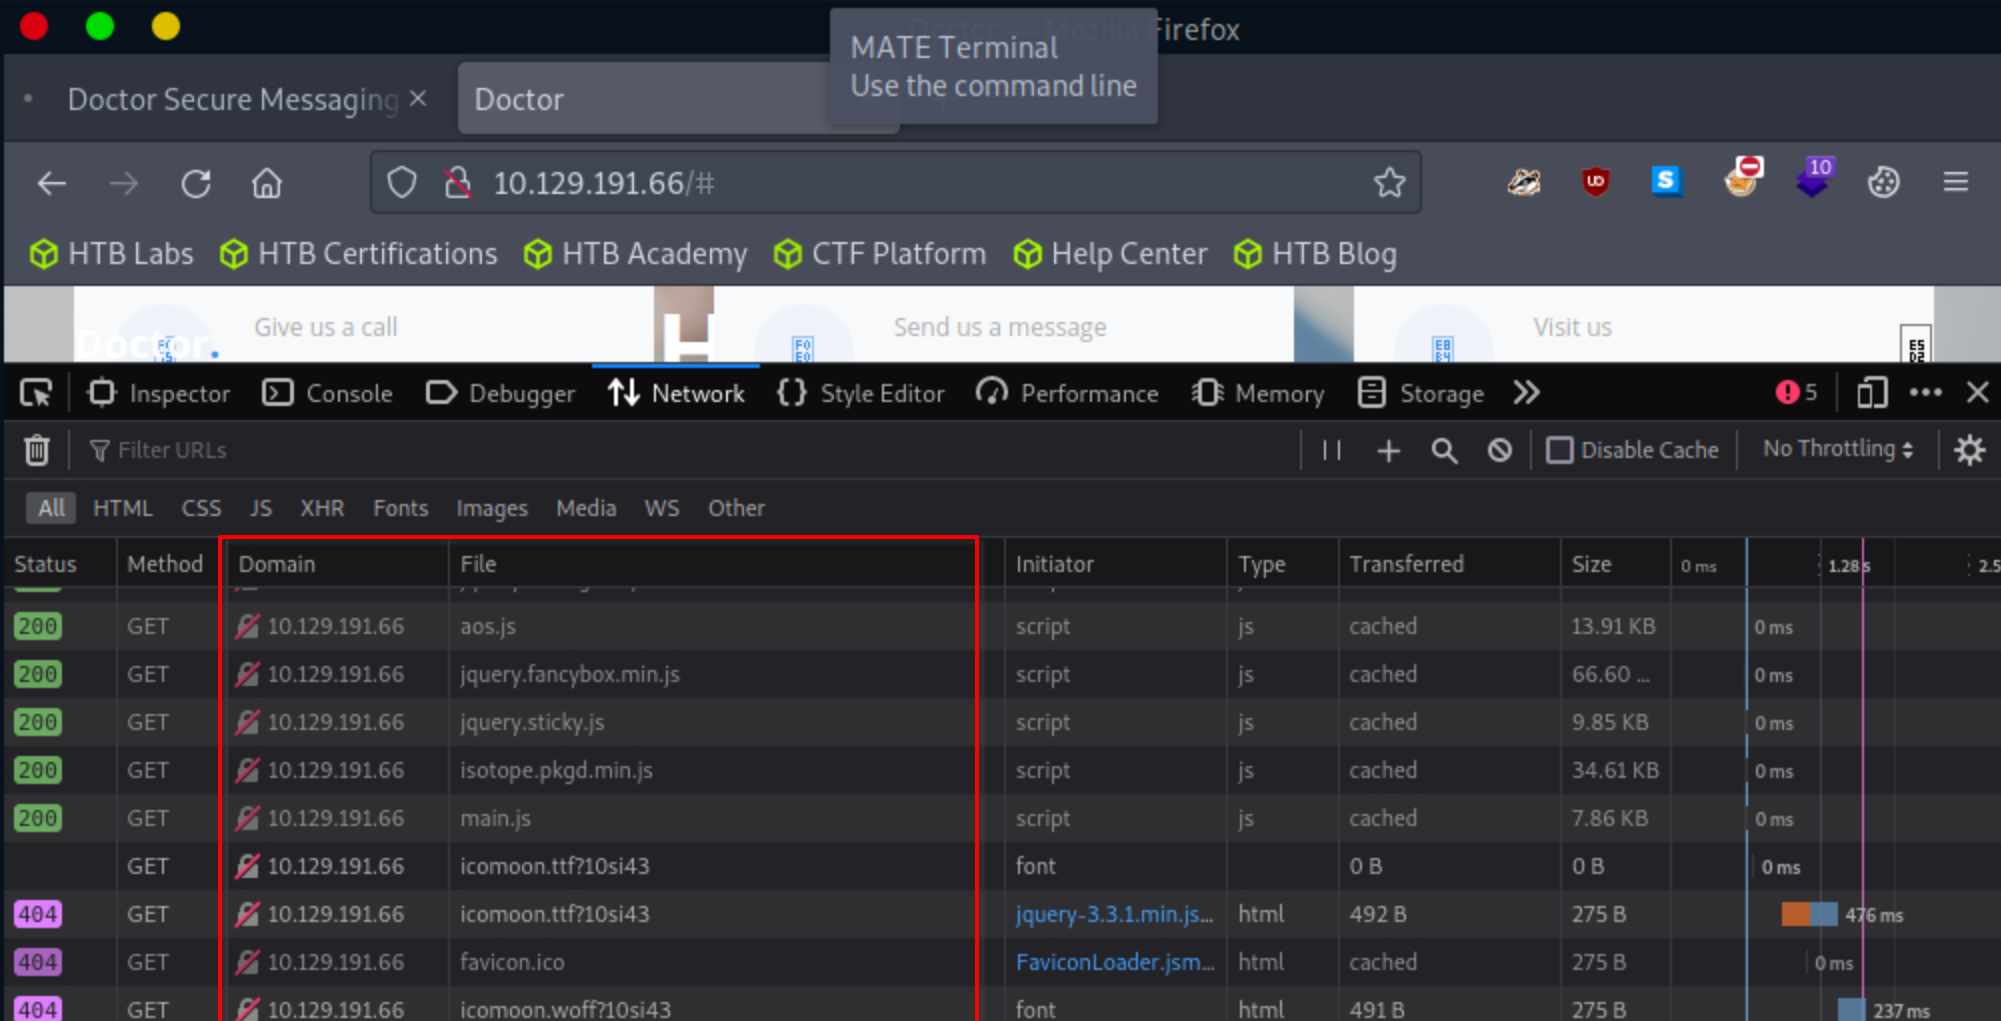 Doctor — Mozilla Firefox
MATE Terminal
Use the command line
Doctor Secure Messaging
Doctor
10.129.191.66/#
10
HTB Labs HTB Certifications HTB Academy CTF Platform Help Center HTB Blog
Doctor.
Give us a call
H
Send us a message
Visit us
Inspector Console Debugger Network Style Editor Performance Memory Storage 5
Filter URLs Disable Cache No Throttling
All HTML CSS JS XHR Fonts Images Media WS Other
Status Method Domain File Initiator Type Transferred Size 0 ms 1.28 s 2.5
200 GET 10.129.191.66 aos.js script js cached 13.91 KB 0 ms
200 GET 10.129.191.66 jquery.fancybox.min.js script js cached 66.60 ... 0 ms
200 GET 10.129.191.66 jquery.sticky.js script js cached 9.85 KB 0 ms
200 GET 10.129.191.66 isotope.pkgd.min.js script js cached 34.61 KB 0 ms
200 GET 10.129.191.66 main.js script js cached 7.86 KB 0 ms
GET 10.129.191.66 icomoon.ttf?10si43 font 0 B 0 B 0 ms
404 GET 10.129.191.66 icomoon.ttf?10si43 jquery-3.3.1.min.js... html 492 B 275 B 476 ms
404 GET 10.129.191.66 favicon.ico FaviconLoader.jsm... html cached 275 B 0 ms
404 GET 10.129.191.66 icomoon.woff?10si43 font html 491 B 275 B 237 ms